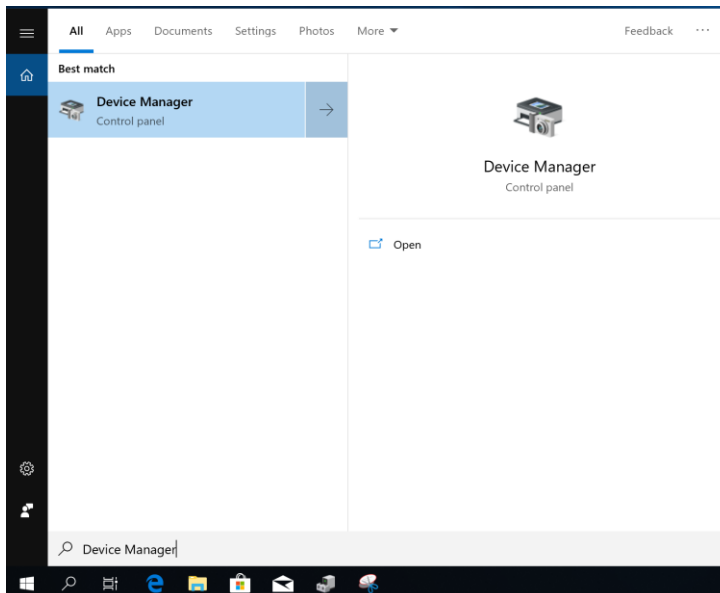 All Apps Documents Settings Photos More Feedback ...
Best match
Device Manager
Control panel
Device Manager
Control panel
Open
Device Manager